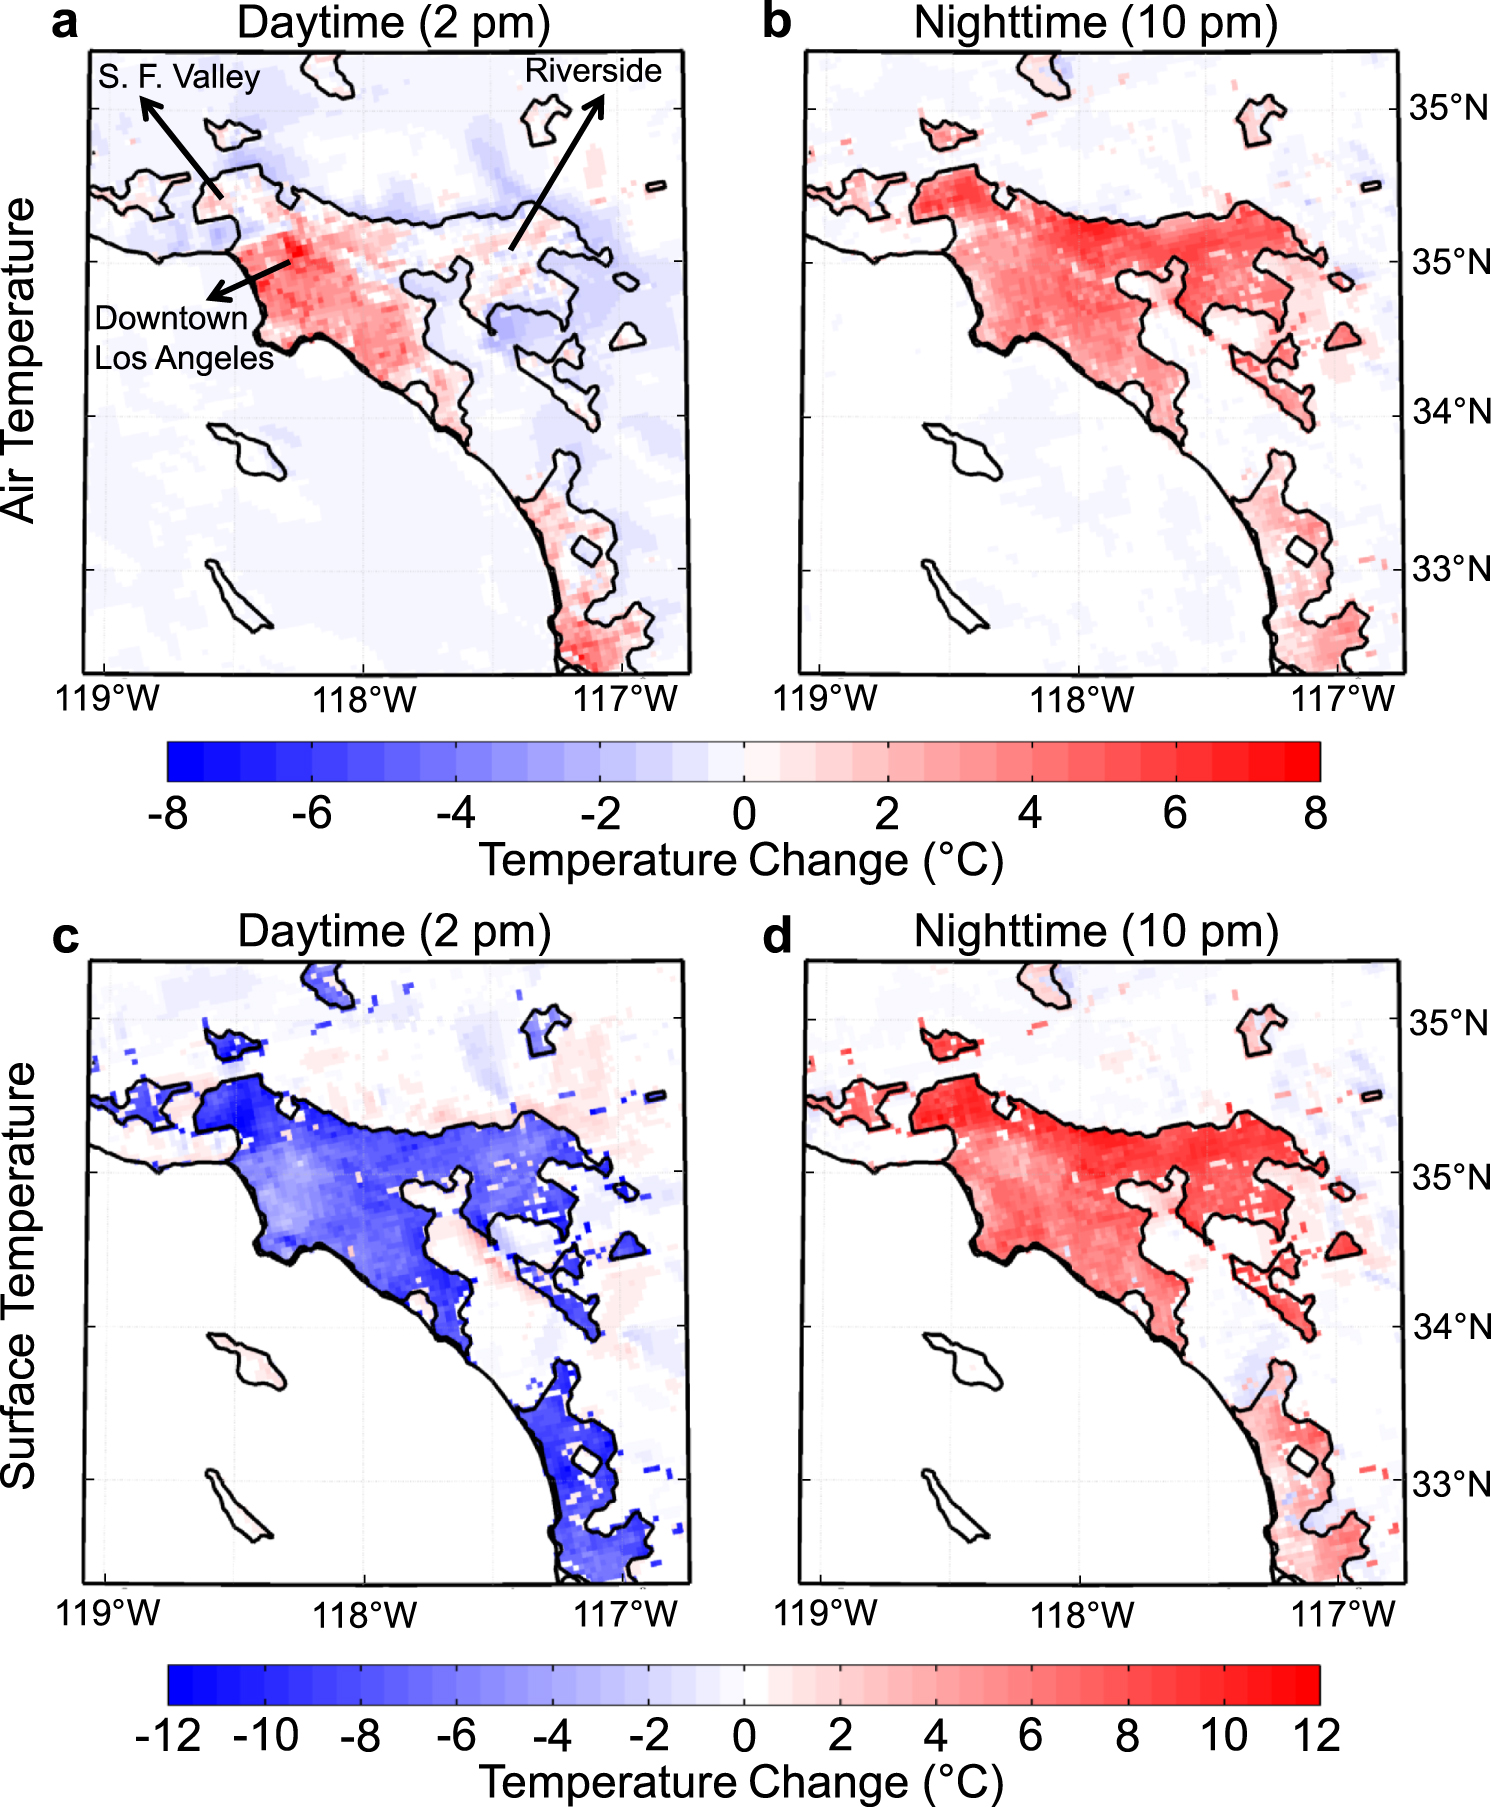 a
Daytime (2 pm)
b
Nighttime (10 pm)
S. F. Valley
Riverside
Downtown
Los Angeles
Air Temperature
35°N
35°N
34°N
33°N
119°W 118°W 117°W
119°W 118°W 117°W
-8 -6 -4 -2 0 2 4 6 8
Temperature Change (°C)
c
Daytime (2 pm)
d
Nighttime (10 pm)
Surface Temperature
35°N
35°N
34°N
33°N
119°W 118°W 117°W
119°W 118°W 117°W
-12 -10 -8 -6 -4 -2 0 2 4 6 8 10 12
Temperature Change (°C)